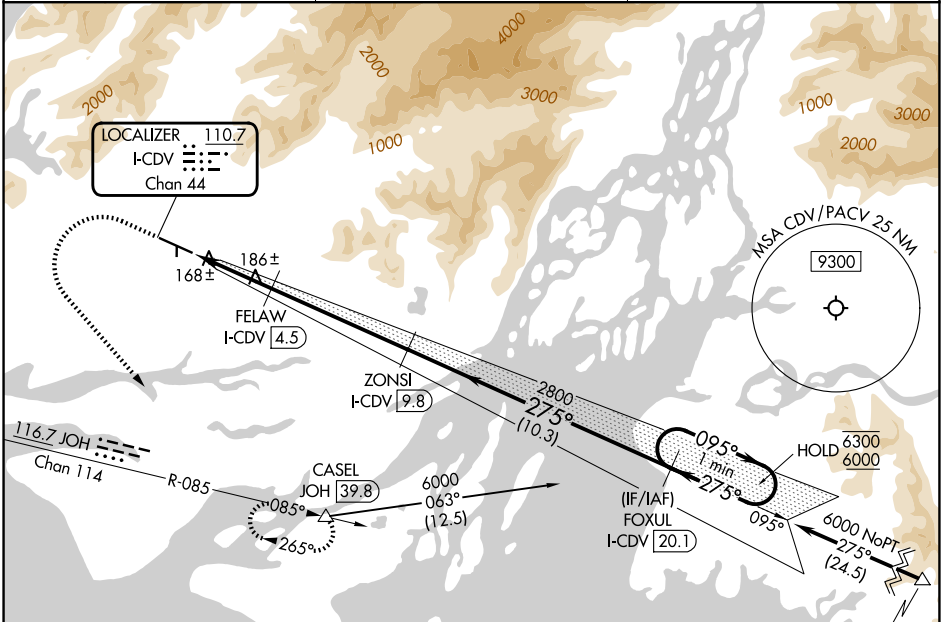 4000
2000
2000
3000
1000
1000
3000
2000
LOCALIZER 110.7
I-CDV
Chan 44
MSA CDV/PACV 25 NM
9300
186±
168±
FELAW
I-CDV 4.5
ZONSI
I-CDV 9.8
2800
275°
(10.3)
095°
1 min
275°
HOLD 6300
6000
(IF/IAF)
FOXUL
I-CDV 20.1
095°
6000 NoPT
275°
(24.5)
116.7 JOH
Chan 114
R-085
085°
265°
CASEL
JOH 39.8
6000
063°
(12.5)
N